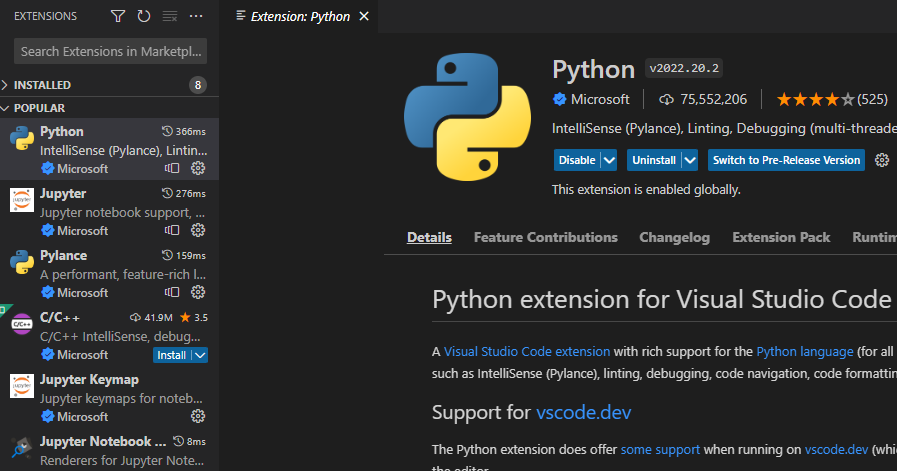 EXTENSIONS
Search Extensions in Marketpl...
INSTALLED 8
POPULAR
Python 366ms
IntelliSense (Pylance), Lintin...
Microsoft
Jupyter 276ms
Jupyter notebook support, ...
Microsoft
Pylance 159ms
A performant, feature-rich l...
Microsoft
C/C++ 41.9M 3.5
C/C++ IntelliSense, debug...
Microsoft Install
Jupyter Keymap
Jupyter keymaps for noteb...
Microsoft
Jupyter Notebook ... 8ms
Renderers for Jupyter Note...
Extension: Python
Python v2022.20.2
Microsoft 75,552,206 (525)
IntelliSense (Pylance), Linting, Debugging (multi-threade
Disable Uninstall Switch to Pre-Release Version
This extension is enabled globally.
Details Feature Contributions Changelog Extension Pack Runtim
Python extension for Visual Studio Code
A Visual Studio Code extension with rich support for the Python language (for all
such as IntelliSense (Pylance), linting, debugging, code navigation, code formattin
Support for vscode.dev
The Python extension does offer some support when running on vscode.dev (whic
the editor